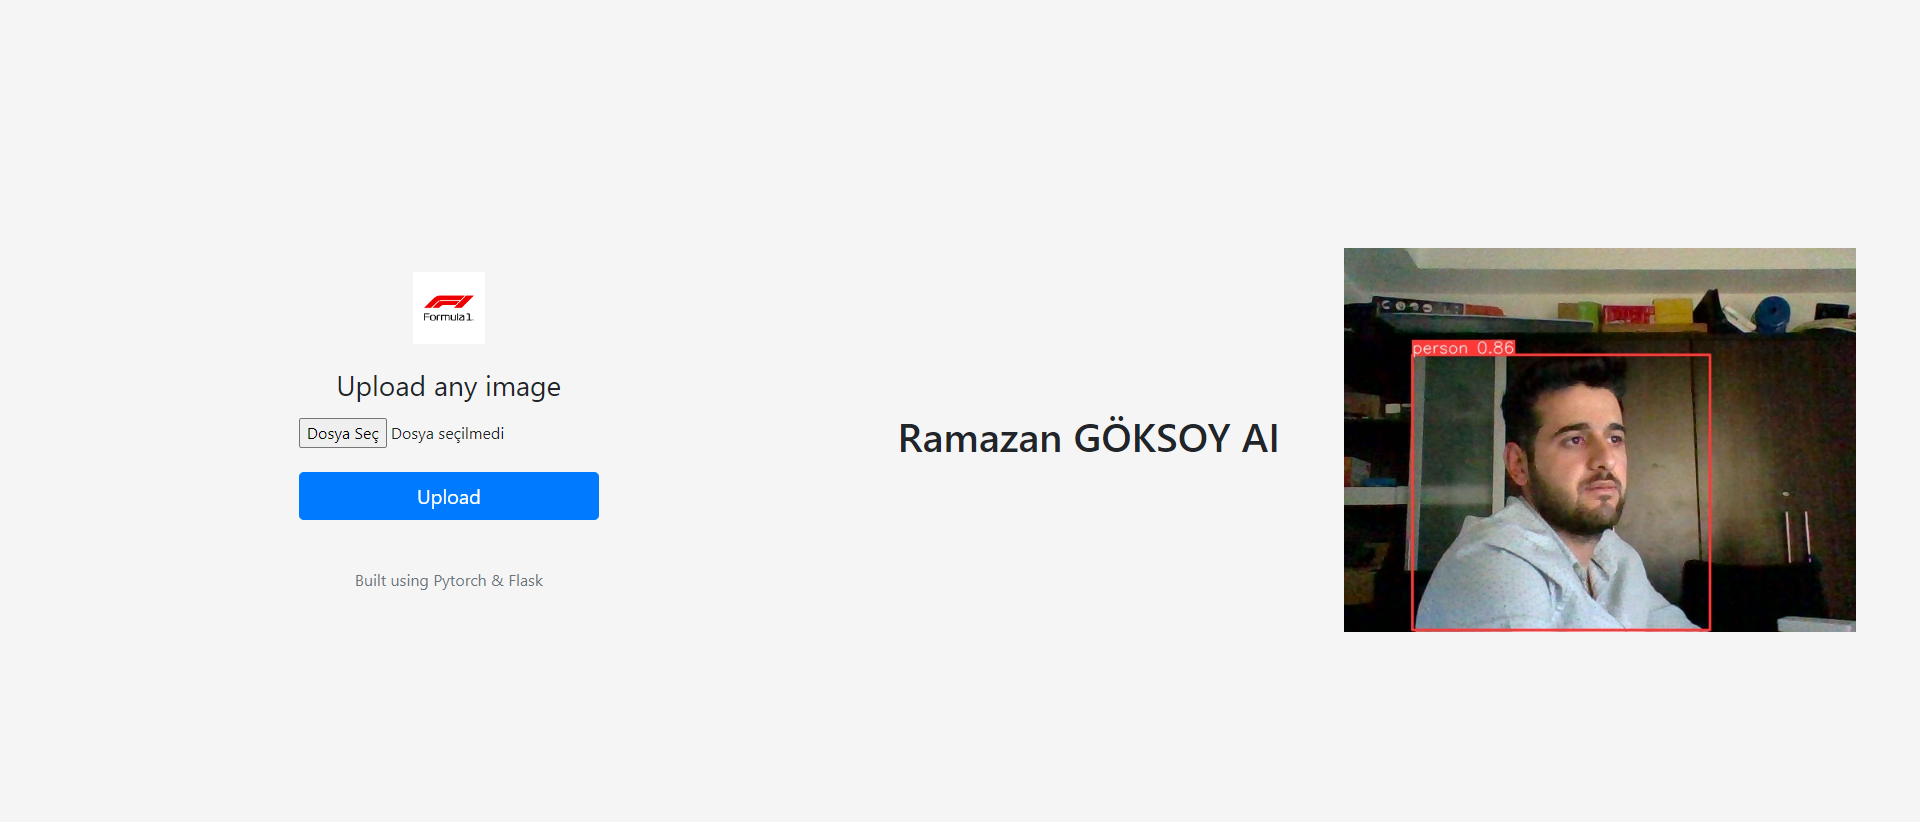 Formula 1
Upload any image
Dosya Seç Dosya seçilmedi
Upload
Built using Pytorch & Flask
Ramazan GÖKSOY AI
person 0.86